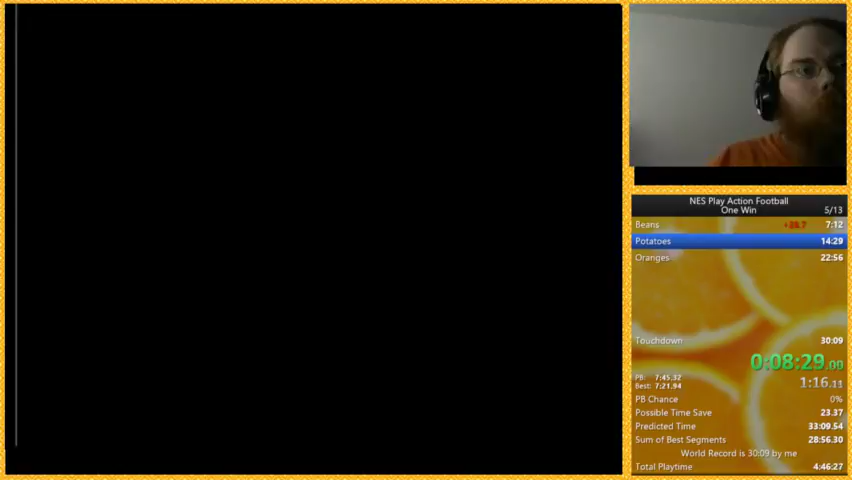 NES Play Action Football
One Win 5/13
Beans +38.7 7:12
Potatoes 14:29
Oranges 22:56
Touchdown 30:09
0:08:29.09
PB: 7:45.32
Best: 7:21.94 1:16.11
PB Chance 0%
Possible Time Save 23.37
Predicted Time 33:09.54
Sum of Best Segments 28:56.30
World Record is 30:09 by me
Total Playtime 4:46:27